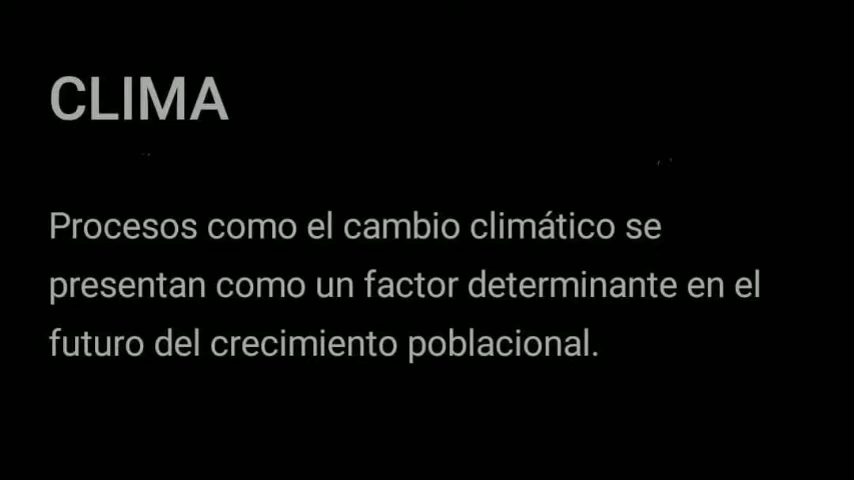 CLIMA
Procesos como el cambio climático se
presentan como un factor determinante en el
futuro del crecimiento poblacional.